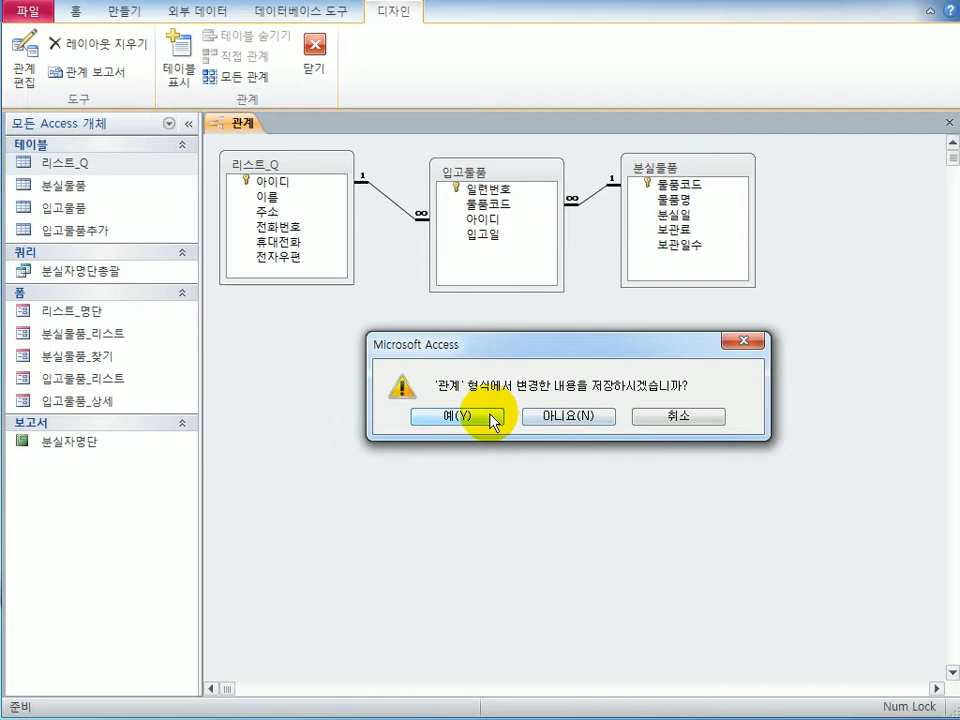 파일 홈 만들기 외부 데이터 데이터베이스 도구 디자인
관계 편집
레이아웃 지우기
관계 보고서
도구
테이블 표시
테이블 숨기기
직접 관계
모든 관계
관계
닫기
모든 Access 개체
테이블
리스트_Q
분실물품
입고물품
입고물품추가
쿼리
분실자명단총괄
폼
리스트_명단
분실물품_리스트
분실물품_찾기
입고물품_리스트
입고물품_상세
보고서
분실자명단
관계
리스트_Q
아이디
이름
주소
전화번호
휴대전화
전자우편
1
∞
입고물품
일련번호
물품코드
아이디
입고일
∞
1
분실물품
물품코드
물품명
분실일
보관료
보관일수
Microsoft Access
'관계' 형식에서 변경한 내용을 저장하시겠습니까?
예(Y) 아니요(N) 취소
준비
Num Lock